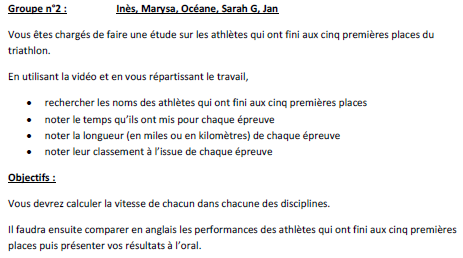 Groupe n°2 : Inès, Marysa, Océane, Sarah G, Jan
Vous êtes chargés de faire une étude sur les athlètes qui ont fini aux cinq premières places du
triathlon.
En utilisant la vidéo et en vous répartissant le travail,
• rechercher les noms des athlètes qui ont fini aux cinq premières places
• noter le temps qu'ils ont mis pour chaque épreuve
• noter la longueur (en miles ou en kilomètres) de chaque épreuve
• noter leur classement à l'issue de chaque épreuve
Objectifs :
Vous devrez calculer la vitesse de chacun dans chacune des disciplines.
Il faudra ensuite comparer en anglais les performances des athlètes qui ont fini aux cinq premières
places puis présenter vos résultats à l'oral.